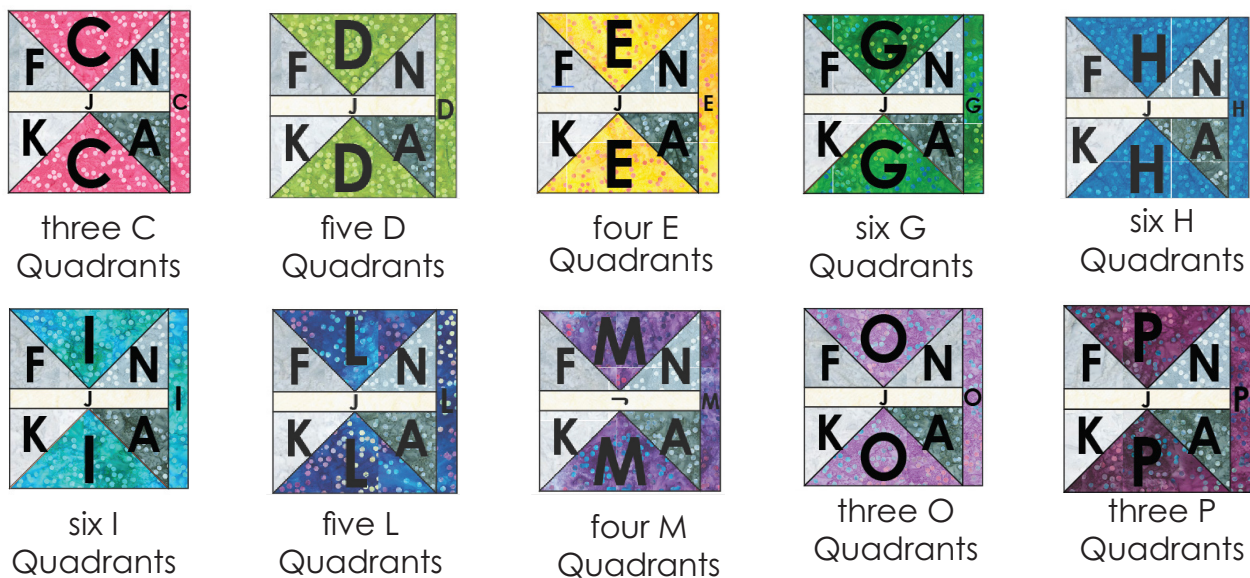 C
F N
J C
K A
C
three C
Quadrants
D
F N
J D
K A
D
five D
Quadrants
E
F N
J E
K A
E
four E
Quadrants
G
F N
J G
K A
G
six G
Quadrants
H
F N
J H
K A
H
six H
Quadrants
I
F N
J I
K A
I
six I
Quadrants
L
F N
J L
K A
L
five L
Quadrants
M
F N
J M
K A
M
four M
Quadrants
O
F N
J O
K A
O
three O
Quadrants
P
F N
J P
K A
P
three P
Quadrants